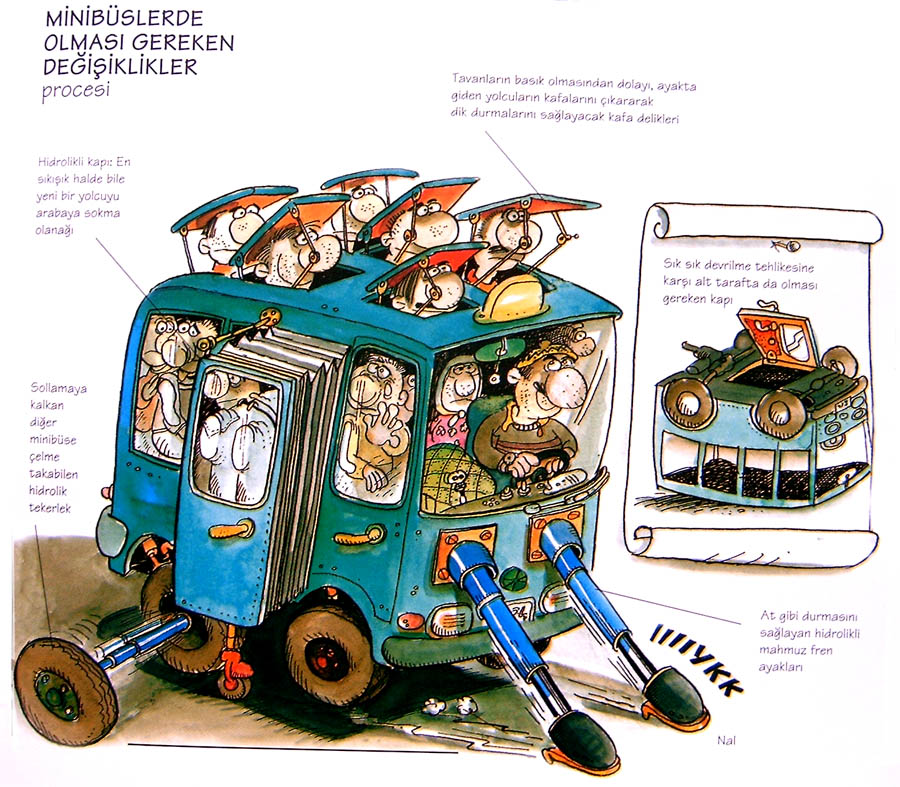 MİNİBÜSLERDE
OLMASI GEREKEN
DEĞİŞİKLİKLER
procesi
Tavanların basık olmasından dolayı, ayakta
giden yolcuların kafalarını çıkararak
dik durmalarını sağlayacak kafa delikleri
Hidrolikli kapı: En
sıkışık halde bile
yeni bir yolcuyu
arabaya sokma
olanağı
Sık sık devrilme tehlikesine
karşı alt tarafta da olması
gereken kapı
Sollamaya
kalkan
diğer
minibüse
çelme
takabilen
hidrolik
tekerlek
At gibi durmasını
sağlayan hidrolikli
mahmuz fren
ayakları
IIIIYKK
Nal